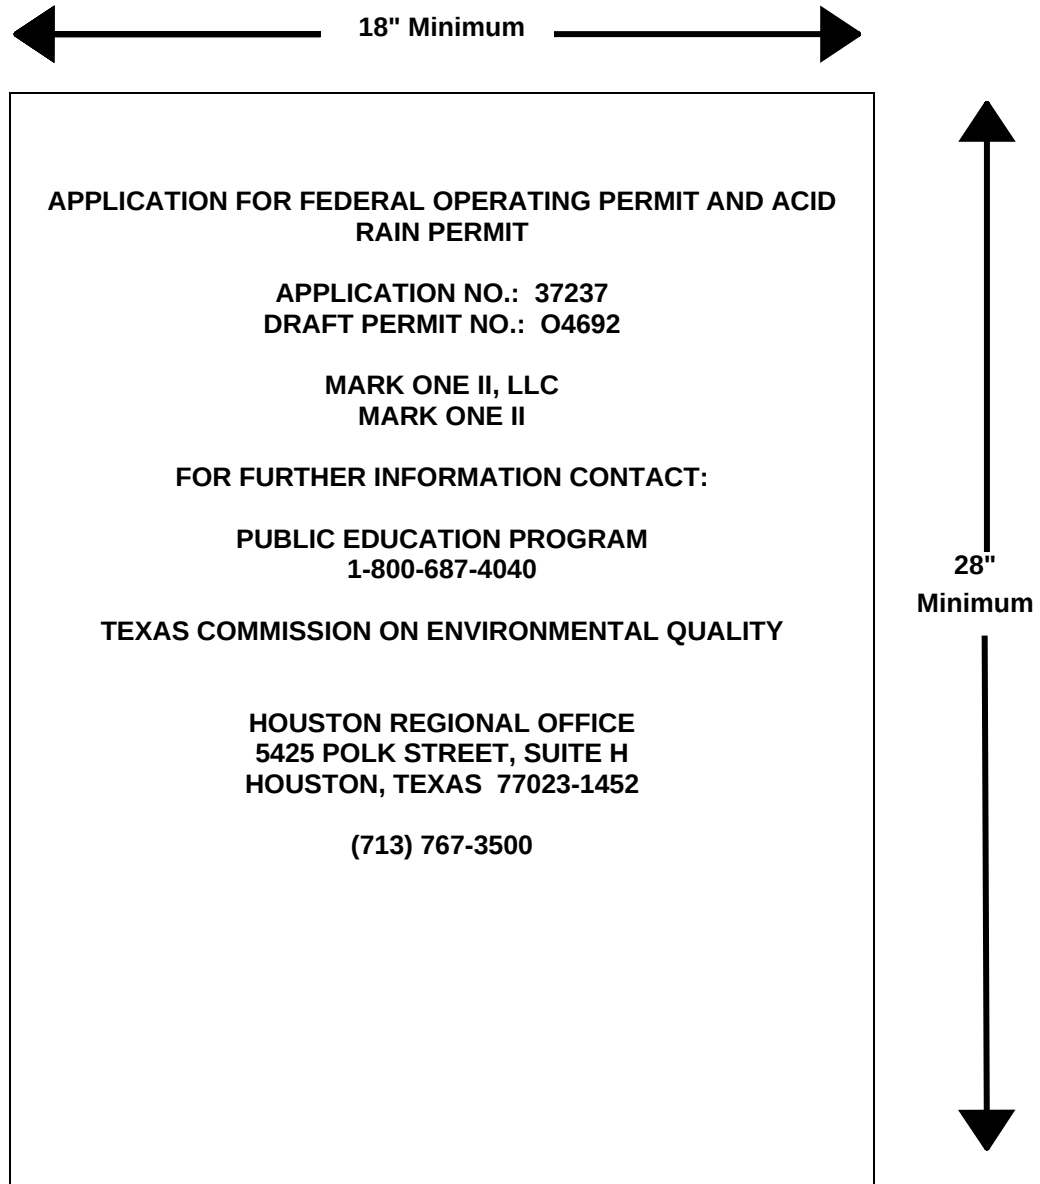 18" Minimum
APPLICATION FOR FEDERAL OPERATING PERMIT AND ACID
RAIN PERMIT
APPLICATION NO.:  37237
DRAFT PERMIT NO.:  O4692
MARK ONE II, LLC
MARK ONE II
FOR FURTHER INFORMATION CONTACT:
PUBLIC EDUCATION PROGRAM
1-800-687-4040
TEXAS COMMISSION ON ENVIRONMENTAL QUALITY
HOUSTON REGIONAL OFFICE
5425 POLK STREET, SUITE H
HOUSTON, TEXAS  77023-1452
(713) 767-3500
28"
Minimum